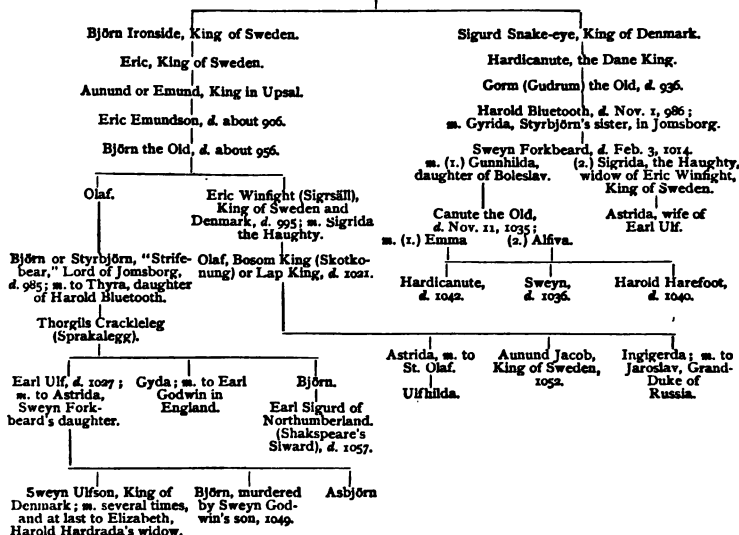 Björn Ironside, King of Sweden.
Eric, King of Sweden.
Aunund or Emund, King in Upsal.
Eric Emundson, d. about 906.
Björn the Old, d. about 956.
Sigurd Snake-eye, King of Denmark.
Hardicanute, the Dane King.
Gorm (Gudrum) the Old, d. 936.
Harold Bluetooth, d. Nov. 1, 986;
m. Gyrida, Styrbjörn's sister, in Jomsborg.
Sweyn Forkbeard, d. Feb. 3, 1014.
m. (1.) Gunnhilda,
daughter of Boleslav.
(2.) Sigrida, the Haughty,
widow of Eric Winfight,
King of Sweden.
Olaf.
Eric Winfight (Sigrsäll),
King of Sweden and
Denmark, d. 995; m. Sigrida
the Haughty.
Canute the Old,
d. Nov. 11, 1035;
m. (1.) Emma (2.) Alfiva.
Astrida, wife of
Earl Ulf.
Björn or Styrbjörn, "Strife-
bear," Lord of Jomsborg,
d. 985; m. to Thyra, daughter
of Harold Bluetooth.
Olaf, Bosom King (Skotko-
nung) or Lap King, d. 1021.
Hardicanute,
d. 1042.
Sweyn,
d. 1036.
Harold Harefoot,
d. 1040.
Thorgils Crackleleg
(Sprakalegg).
Astrida, m. to
St. Olaf.
Ulfhilda.
Aunund Jacob,
King of Sweden,
1052.
Ingigerda; m. to
Jaroslav, Grand-
Duke of
Russia.
Earl Ulf, d. 1027;
m. to Astrida,
Sweyn Fork-
beard's daughter.
Gyda; m. to Earl
Godwin in
England.
Björn.
Earl Sigurd of
Northumberland.
(Shakspeare's
Siward), d. 1057.
Sweyn Ulfson, King of
Denmark; m. several times,
and at last to Elizabeth,
Harold Hardrada's widow.
Björn, murdered
by Sweyn God-
win's son, 1049.
Asbjörn